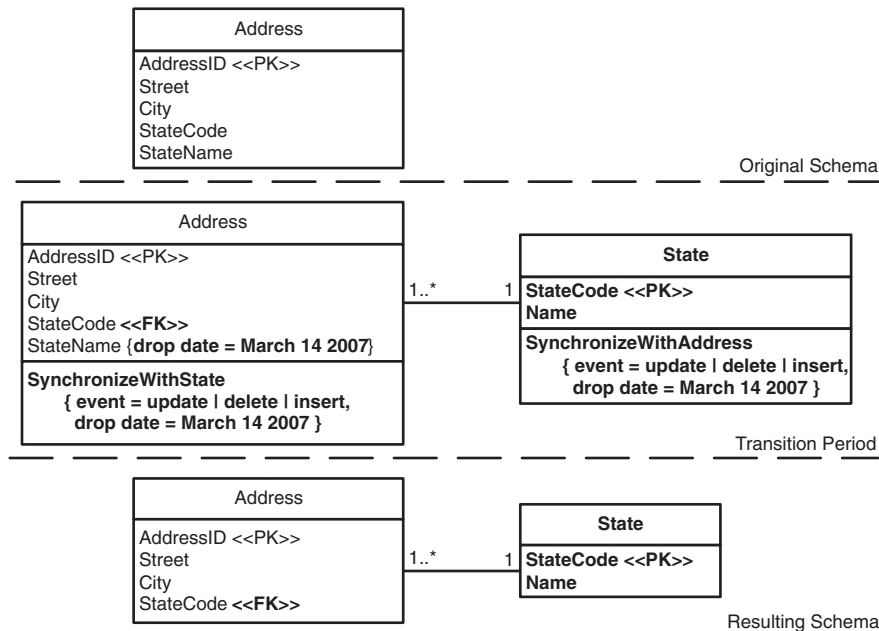 Address
AddressID <<PK>>
Street
City
StateCode
StateName
Original Schema
Address
AddressID <<PK>>
Street
City
StateCode <<FK>>
StateName {drop date = March 14 2007}
SynchronizeWithState
{ event = update | delete | insert,
drop date = March 14 2007 }
1..* 1
State
StateCode <<PK>>
Name
SynchronizeWithAddress
{ event = update | delete | insert,
drop date = March 14 2007 }
Transition Period
Address
AddressID <<PK>>
Street
City
StateCode <<FK>>
1..* 1
State
StateCode <<PK>>
Name
Resulting Schema